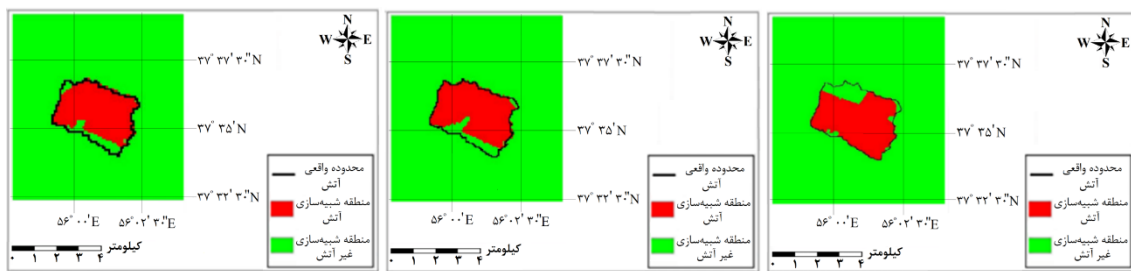 N
W E
S
۳۷° ۳۷' ۳۰"N
۳۷° ۳۵' N
۳۷° ۳۲' ۳۰"N
۵۶° ۰۰'E
۵۶° ۰۲' ۳۰"E
محدوده واقعی
آتش
منطقه شبیه‌سازی
آتش
منطقه شبیه‌سازی
غیر آتش
کیلومتر
۰ ۱ ۲ ۳ ۴
N
W E
S
۳۷° ۳۷' ۳۰"N
۳۷° ۳۵' N
۳۷° ۳۲' ۳۰"N
۵۶° ۰۰'E
۵۶° ۰۲' ۳۰"E
محدوده واقعی
آتش
منطقه شبیه‌سازی
آتش
منطقه شبیه‌سازی
غیر آتش
کیلومتر
۰ ۱ ۲ ۳ ۴
N
W E
S
۳۷° ۳۷' ۳۰"N
۳۷° ۳۵' N
۳۷° ۳۲' ۳۰"N
۵۶° ۰۰'E
۵۶° ۰۲' ۳۰"E
محدوده واقعی
آتش
منطقه شبیه‌سازی
آتش
منطقه شبیه‌سازی
غیر آتش
کیلومتر
۰ ۱ ۲ ۳ ۴